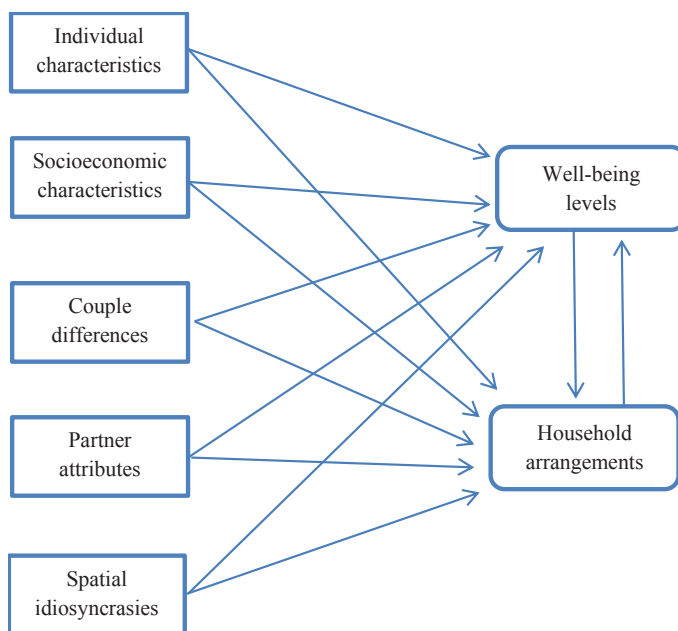 Individual
characteristics
Socioeconomic
characteristics
Couple
differences
Partner
attributes
Spatial
idiosyncrasies
Well-being
levels
Household
arrangements